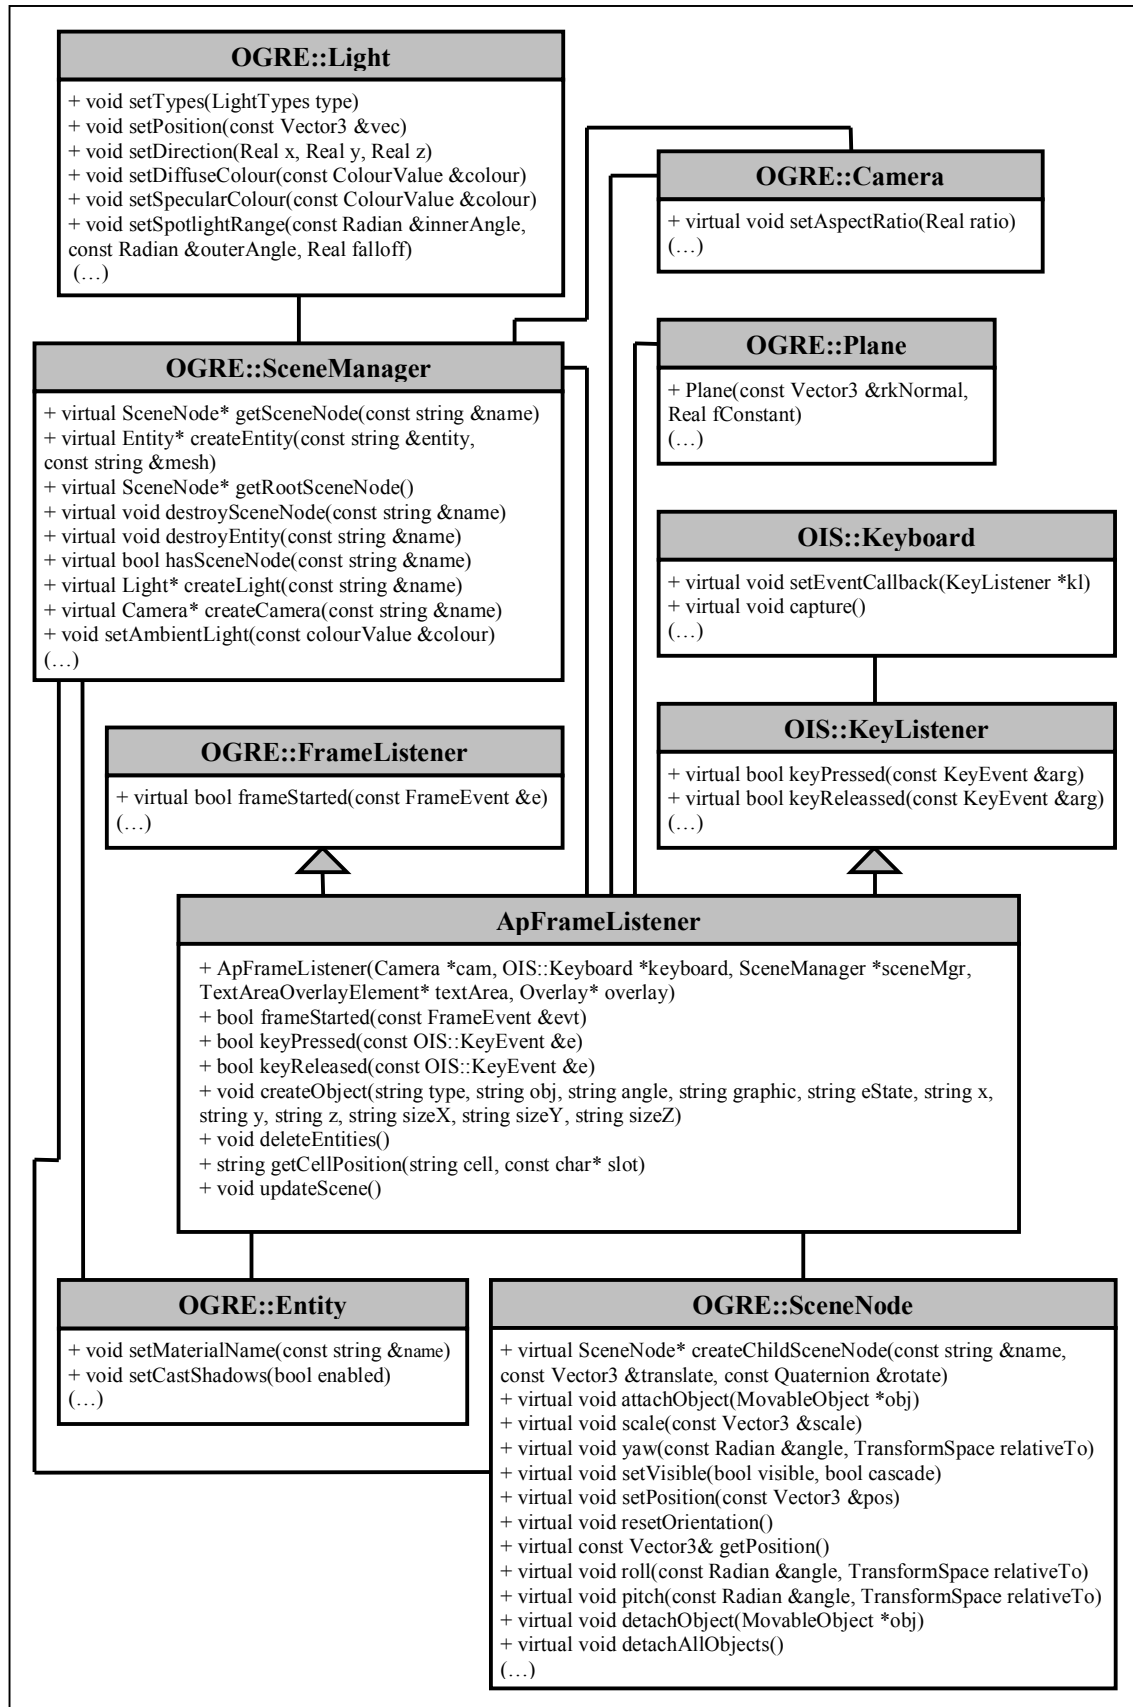 OGRE::Light
+ void setTypes(LightTypes type)
+ void setPosition(const Vector3 &vec)
+ void setDirection(Real x, Real y, Real z)
+ void setDiffuseColour(const ColourValue &colour)
+ void setSpecularColour(const ColourValue &colour)
+ void setSpotlightRange(const Radian &innerAngle,
const Radian &outerAngle, Real falloff)
(…)
OGRE::Camera
+ virtual void setAspectRatio(Real ratio)
(…)
OGRE::Plane
+ Plane(const Vector3 &rkNormal,
Real fConstant)
(…)
OGRE::SceneManager
+ virtual SceneNode* getSceneNode(const string &name)
+ virtual Entity* createEntity(const string &entity,
const string &mesh)
+ virtual SceneNode* getRootSceneNode()
+ virtual void destroySceneNode(const string &name)
+ virtual void destroyEntity(const string &name)
+ virtual bool hasSceneNode(const string &name)
+ virtual Light* createLight(const string &name)
+ virtual Camera* createCamera(const string &name)
+ void setAmbientLight(const colourValue &colour)
(…)
OIS::Keyboard
+ virtual void setEventCallback(KeyListener *kl)
+ virtual void capture()
(…)
OGRE::FrameListener
+ virtual bool frameStarted(const FrameEvent &e)
(…)
OIS::KeyListener
+ virtual bool keyPressed(const KeyEvent &arg)
+ virtual bool keyReleassed(const KeyEvent &arg)
(…)
ApFrameListener
+ ApFrameListener(Camera *cam, OIS::Keyboard *keyboard, SceneManager *sceneMgr,
TextAreaOverlayElement* textArea, Overlay* overlay)
+ bool frameStarted(const FrameEvent &evt)
+ bool keyPressed(const OIS::KeyEvent &e)
+ bool keyReleased(const OIS::KeyEvent &e)
+ void createObject(string type, string obj, string angle, string graphic, string eState, string x,
string y, string z, string sizeX, string sizeY, string sizeZ)
+ void deleteEntities()
+ string getCellPosition(string cell, const char* slot)
+ void updateScene()
OGRE::Entity
+ void setMaterialName(const string &name)
+ void setCastShadows(bool enabled)
(…)
OGRE::SceneNode
+ virtual SceneNode* createChildSceneNode(const string &name,
const Vector3 &translate, const Quaternion &rotate)
+ virtual void attachObject(MovableObject *obj)
+ virtual void scale(const Vector3 &scale)
+ virtual void yaw(const Radian &angle, TransformSpace relativeTo)
+ virtual void setVisible(bool visible, bool cascade)
+ virtual void setPosition(const Vector3 &pos)
+ virtual void resetOrientation()
+ virtual const Vector3& getPosition()
+ virtual void roll(const Radian &angle, TransformSpace relativeTo)
+ virtual void pitch(const Radian &angle, TransformSpace relativeTo)
+ virtual void detachObject(MovableObject *obj)
+ virtual void detachAllObjects()
(…)